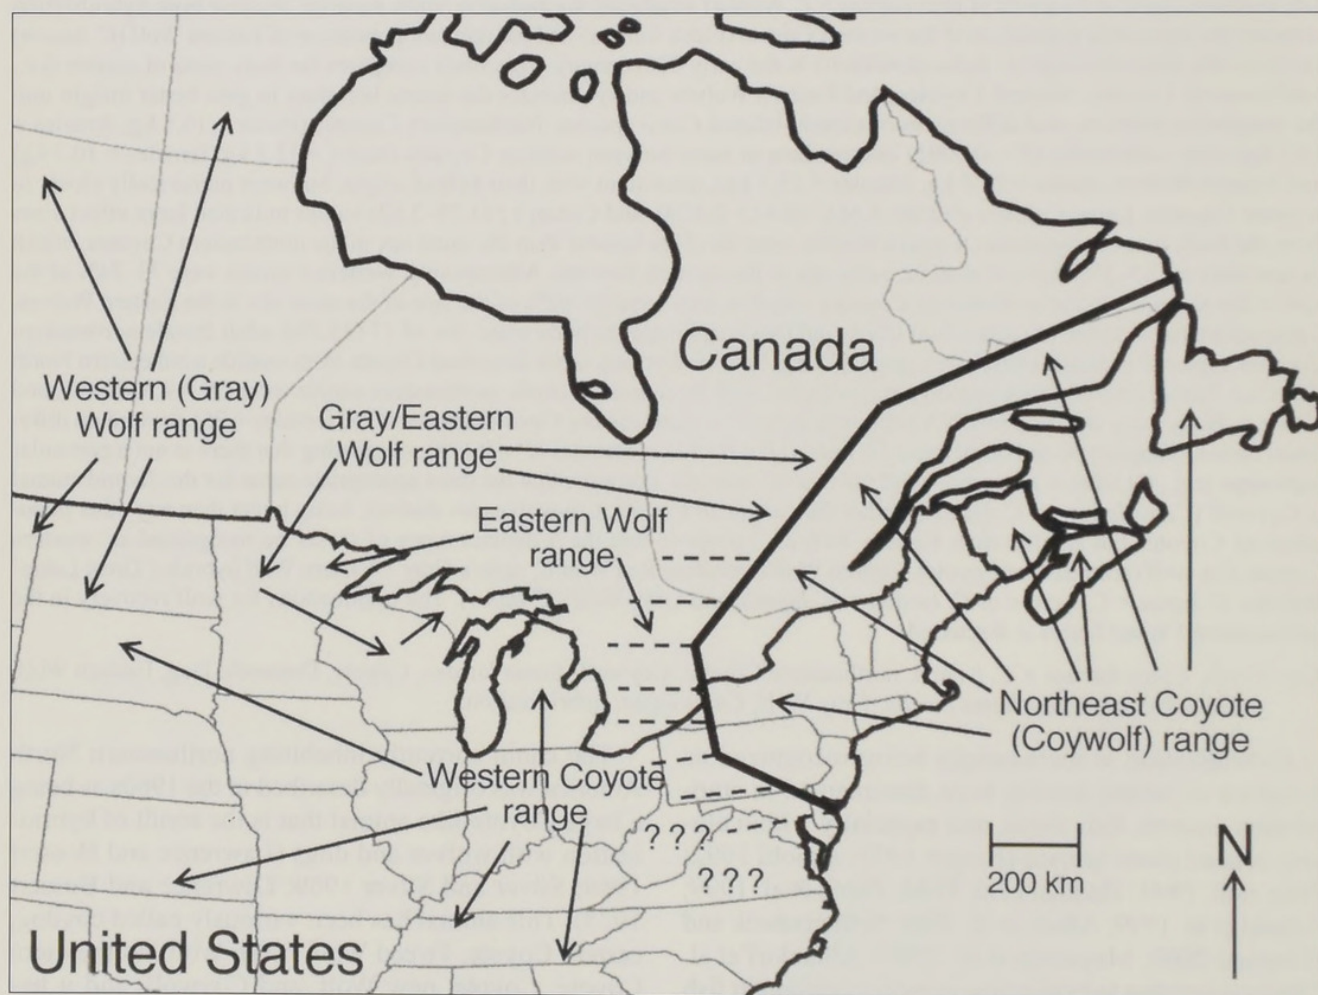 Canada
Western (Gray)
Wolf range
Gray/Eastern
Wolf range
Eastern Wolf
range
Northeast Coyote
(Coywolf) range
Western Coyote
range
???
???
200 km
N
United States